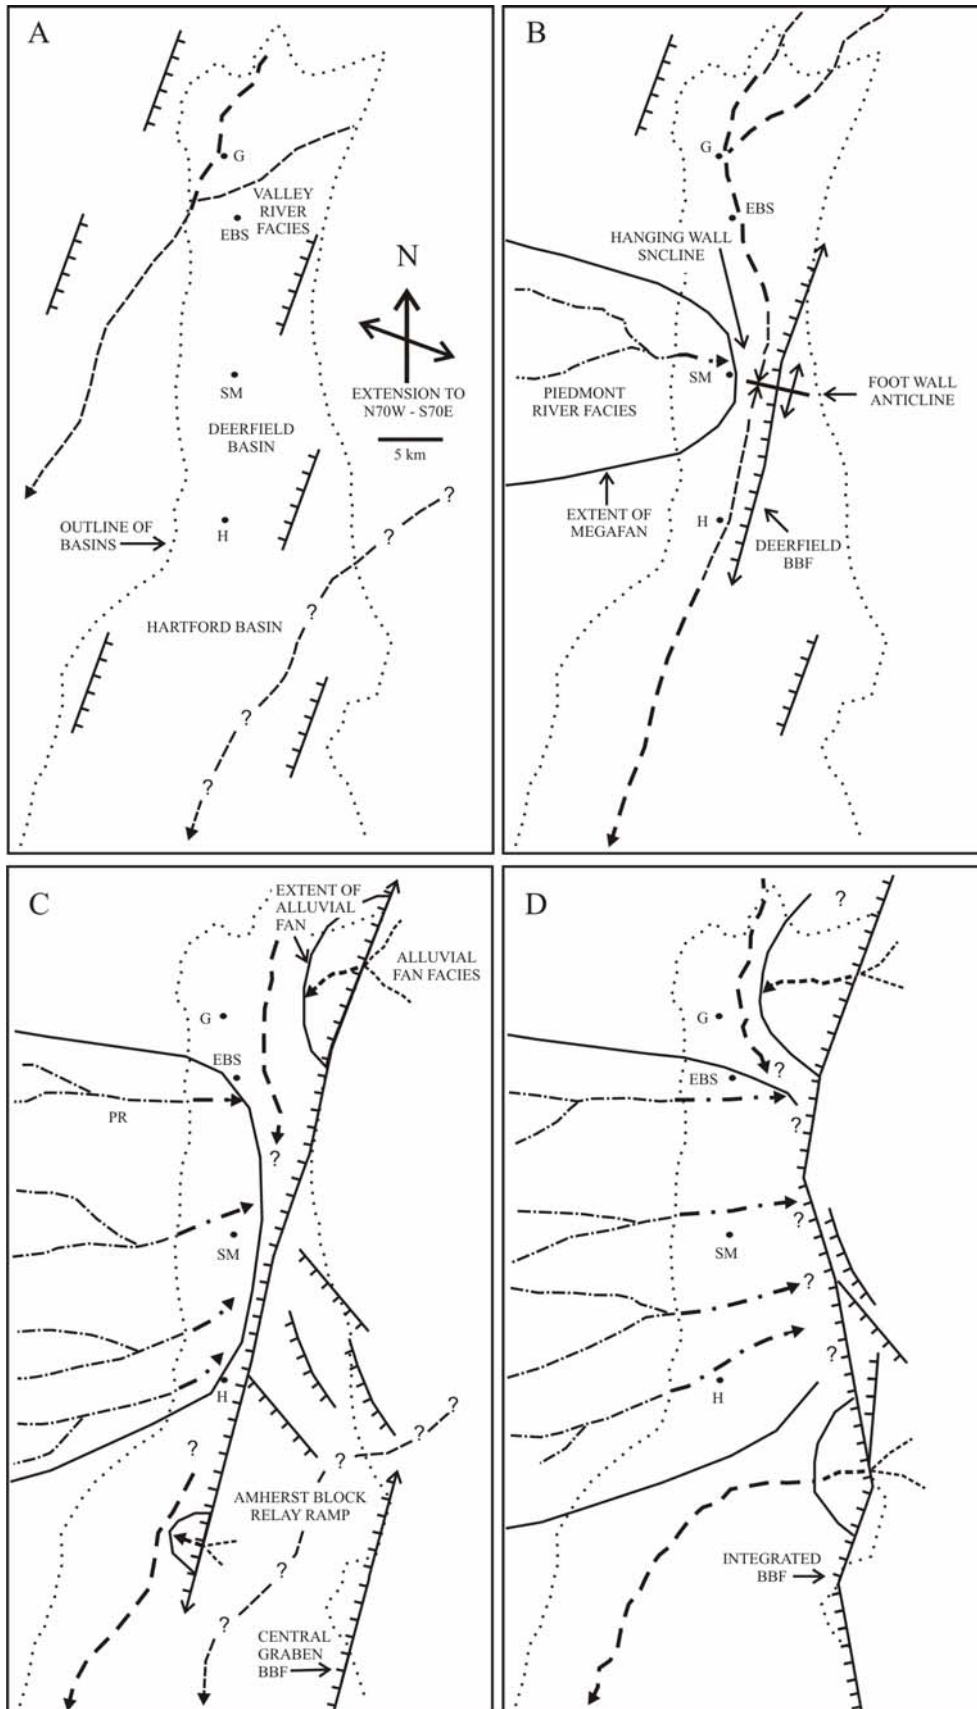 A
G
VALLEY
RIVER
FACIES
EBS
N
EXTENSION TO
N70W - S70E
5 km
SM
DEERFIELD
BASIN
?
?
OUTLINE OF
BASINS
H
?
?
HARTFORD BASIN
?
?
?
B
G
EBS
HANGING WALL
SNCLINE
SM
PIEDMONT
RIVER FACIES
FOOT WALL
ANTICLINE
EXTENT OF
MEGAFAN
H
DEERFIELD
BBF
C
EXTENT OF
ALLUVIAL
FAN
ALLUVIAL
FAN FACIES
G
EBS
PR
?
SM
H
?
?
?
?
?
AMHERST BLOCK
RELAY RAMP
?
?
?
CENTRAL
GRABEN
BBF
D
?
G
EBS
?
?
?
SM
?
?
H
INTEGRATED
BBF